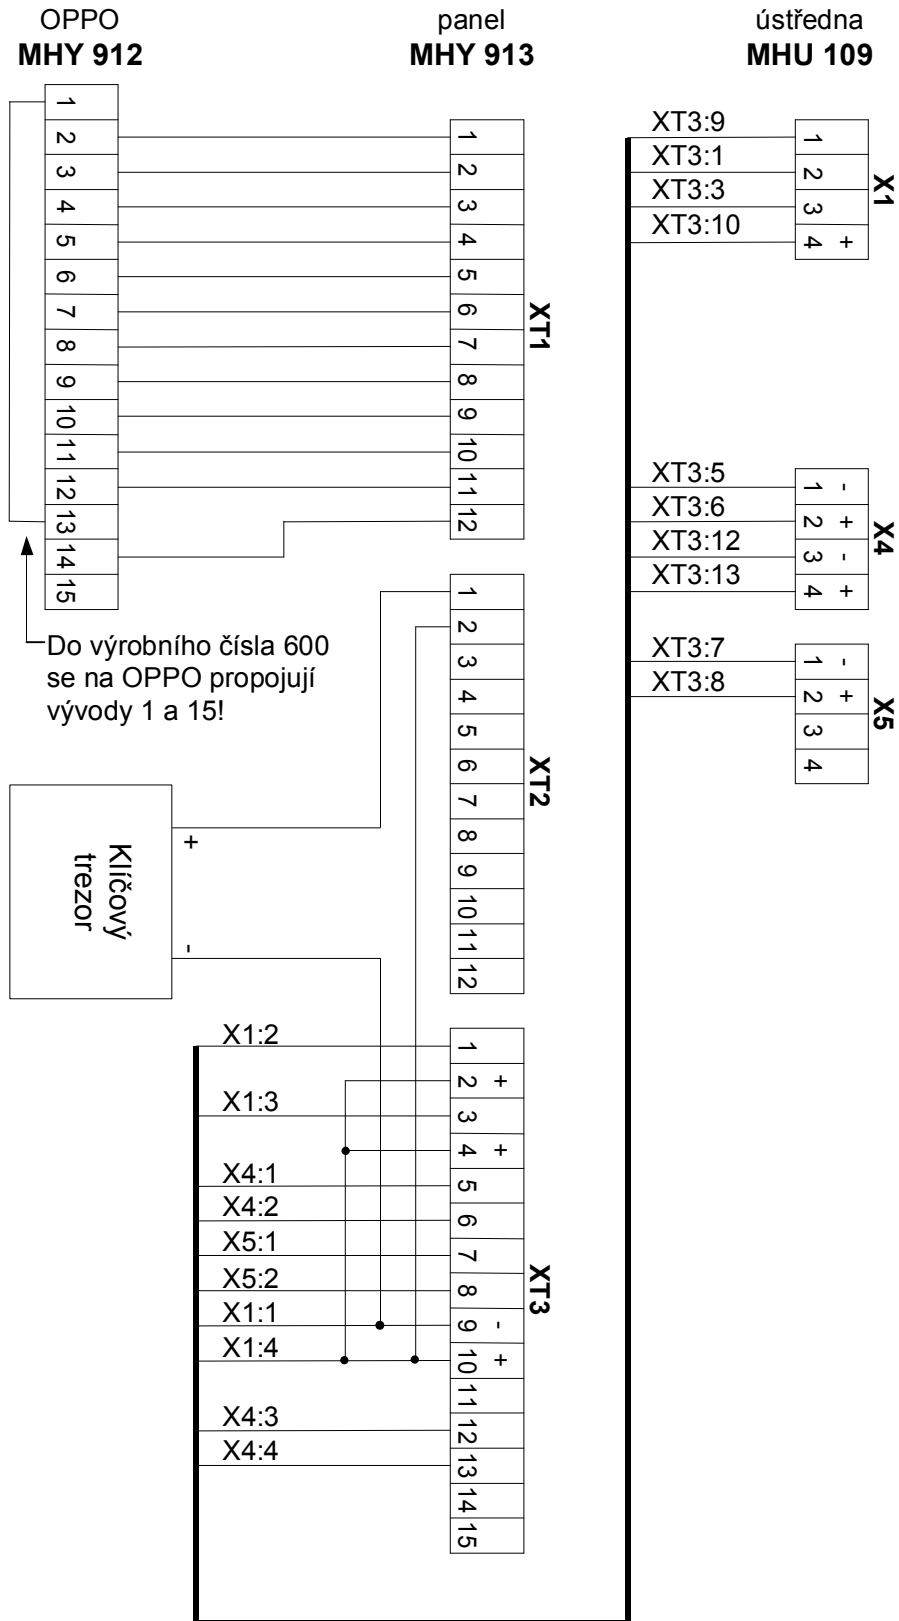 OPPO
MHY 912
panel
MHY 913
ústředna
MHU 109
1
2
3
4
5
6
7
8
9
10
11
12
13
14
15
Do výrobního čísla 600
se na OPPO propojují
vývody 1 a 15!
Klíčový
trezor
+
-
XT1
1
2
3
4
5
6
7
8
9
10
11
12
XT2
1
2
3
4
5
6
7
8
9
10
11
12
XT3
X1:2 1
2 +
X1:3 3
4 +
X4:1 5
X4:2 6
X5:1 7
X5:2 8
X1:1 9 -
X1:4 10 +
11
X4:3 12
X4:4 13
14
15
X1
XT3:9 1
XT3:1 2
XT3:3 3
XT3:10 4 +
X4
XT3:5 1 -
XT3:6 2 +
XT3:12 3 -
XT3:13 4 +
X5
XT3:7 1 -
XT3:8 2 +
3
4